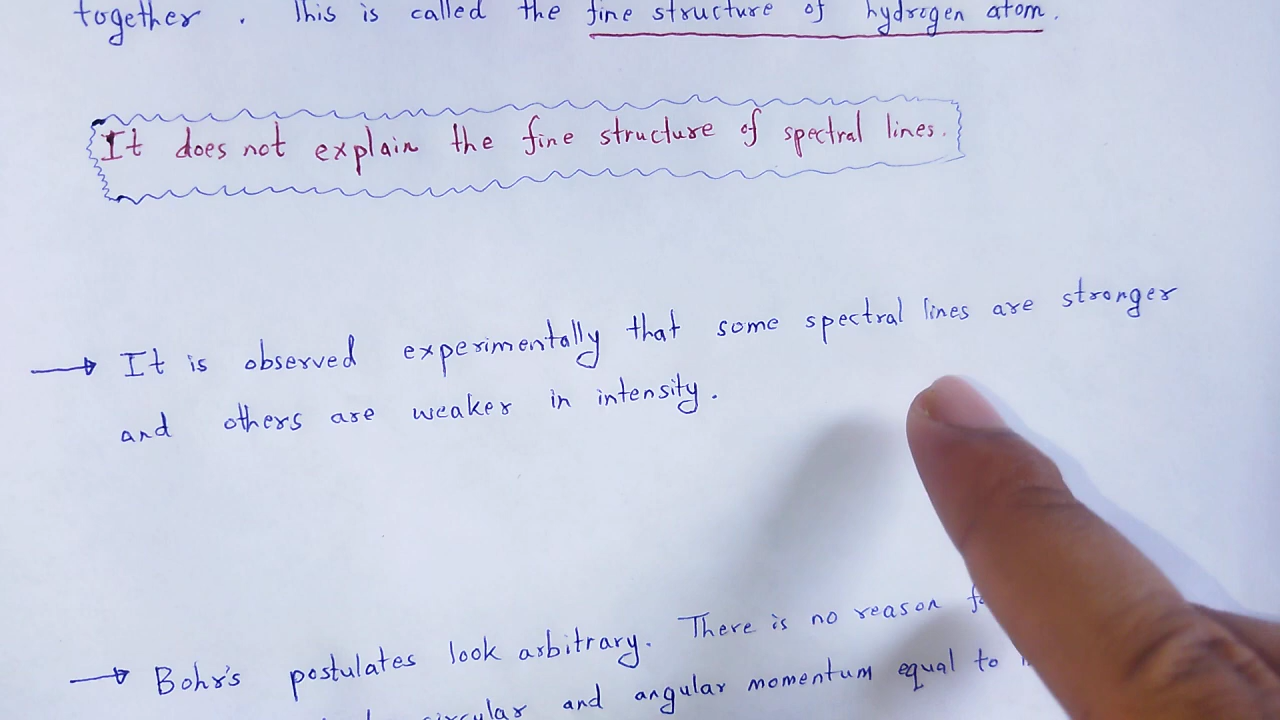 together. This is called the fine structure of hydrogen atom.
It does not explain the fine structure of spectral lines.
→ It is observed experimentally that some spectral lines are stronger
and others are weaker in intensity.
→ Bohr's postulates look arbitrary. There is no reason
circular and angular momentum equal to